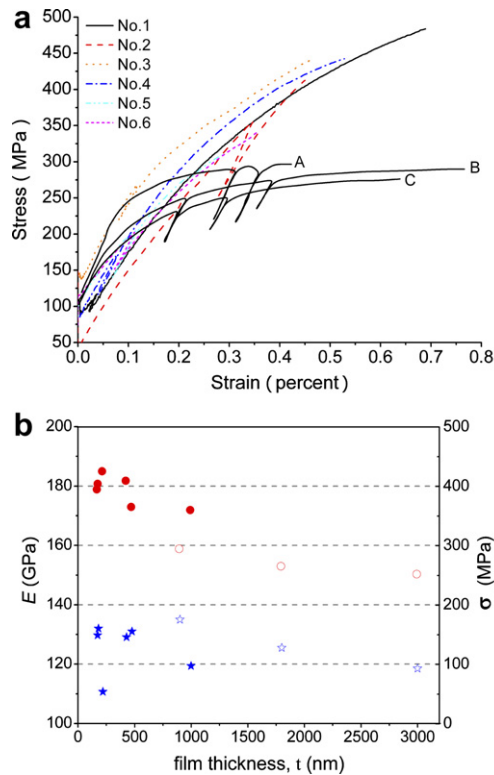 a
No.1
No.2
No.3
No.4
No.5
No.6
500
450
400
350
300
250
200
150
100
50
Stress (MPa)
A
B
C
0.0 0.1 0.2 0.3 0.4 0.5 0.6 0.7 0.8
Strain (percent)
b
200
180
160
140
120
100
E (GPa)
500
400
300
200
100
0
σ (MPa)
0 500 1000 1500 2000 2500 3000
film thickness, t (nm)